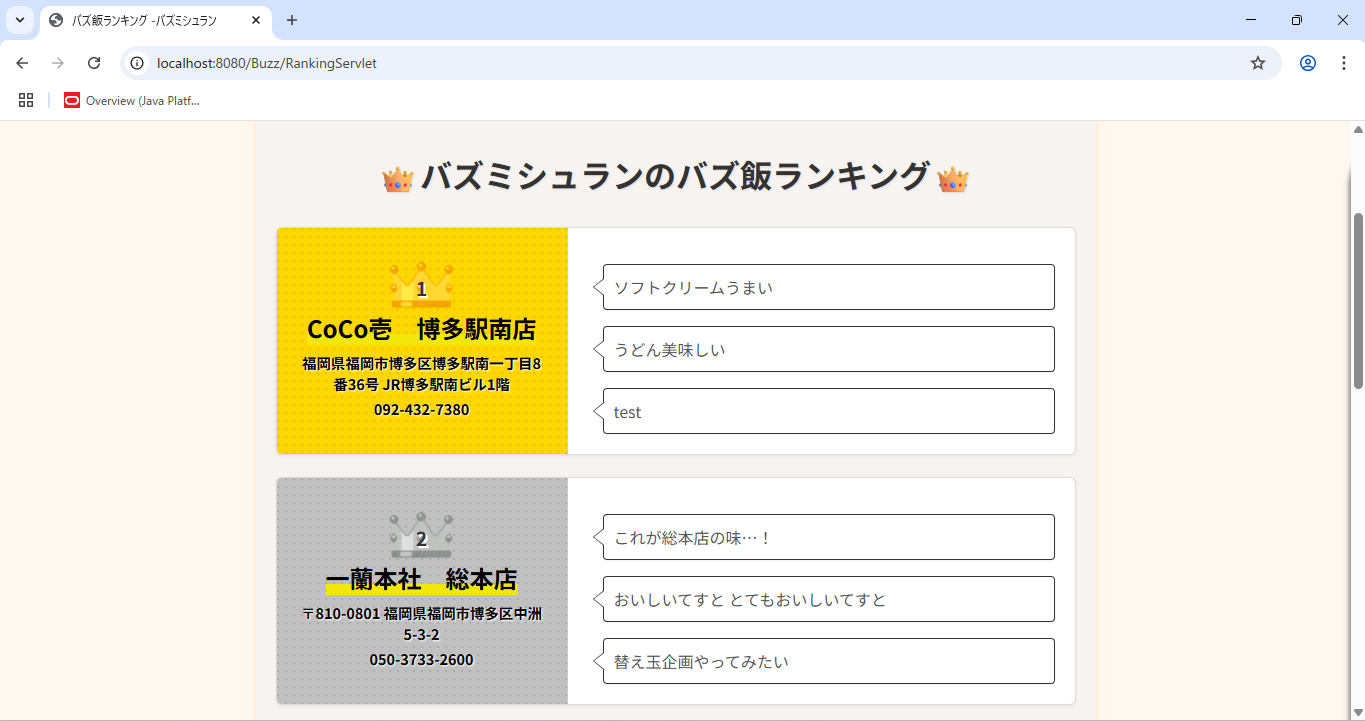 バズ飯ランキング -バズミシュラン
localhost:8080/Buzz/RankingServlet
Overview (Java Platf...
バズミシュランのバズ飯ランキング
1
CoCo壱　博多駅南店
福岡県福岡市博多区博多駅南一丁目8
番36号 JR博多駅南ビル1階
092-432-7380
ソフトクリームうまい
うどん美味しい
test
2
一蘭本社　総本店
〒810-0801 福岡県福岡市博多区中洲
5-3-2
050-3733-2600
これが総本店の味…！
おいしいてすと とてもおいしいてすと
替え玉企画やってみたい